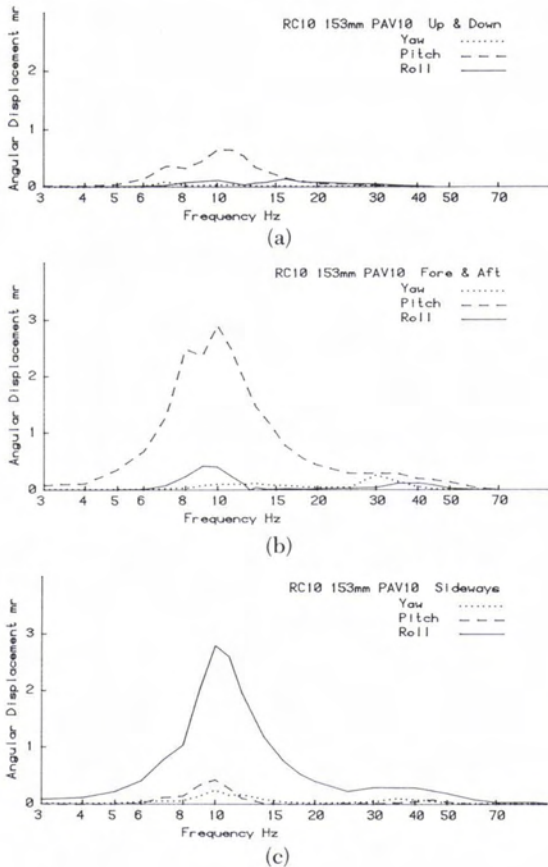 RC10 153mm PAV10 Up & Down
Yaw
Pitch
Roll
Angular Displacement mr
2
1
0
3 4 5 6 8 10 15 20 30 40 50 70
Frequency Hz
(a)
RC10 153mm PAV10 Fore & Aft
Yaw
Pitch
Roll
Angular Displacement mr
3
2
1
0
3 4 5 6 8 10 15 20 30 40 50 70
Frequency Hz
(b)
RC10 153mm PAV10 Sideways
Yaw
Pitch
Roll
Angular Displacement mr
3
2
1
0
3 4 5 6 8 10 15 20 30 40 50 70
Frequency Hz
(c)